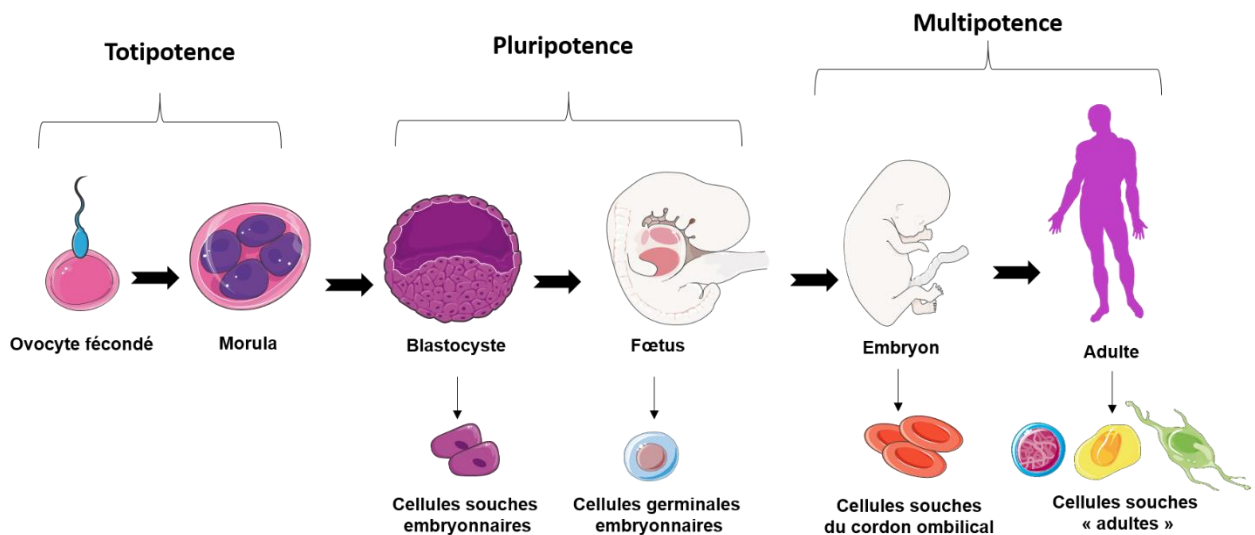 Totipotence
Pluripotence
Multipotence
Ovocyte fécondé
Morula
Blastocyste
Fœtus
Embryon
Adulte
Cellules souches
embryonnaires
Cellules germinales
embryonnaires
Cellules souches
du cordon ombilical
Cellules souches
« adultes »